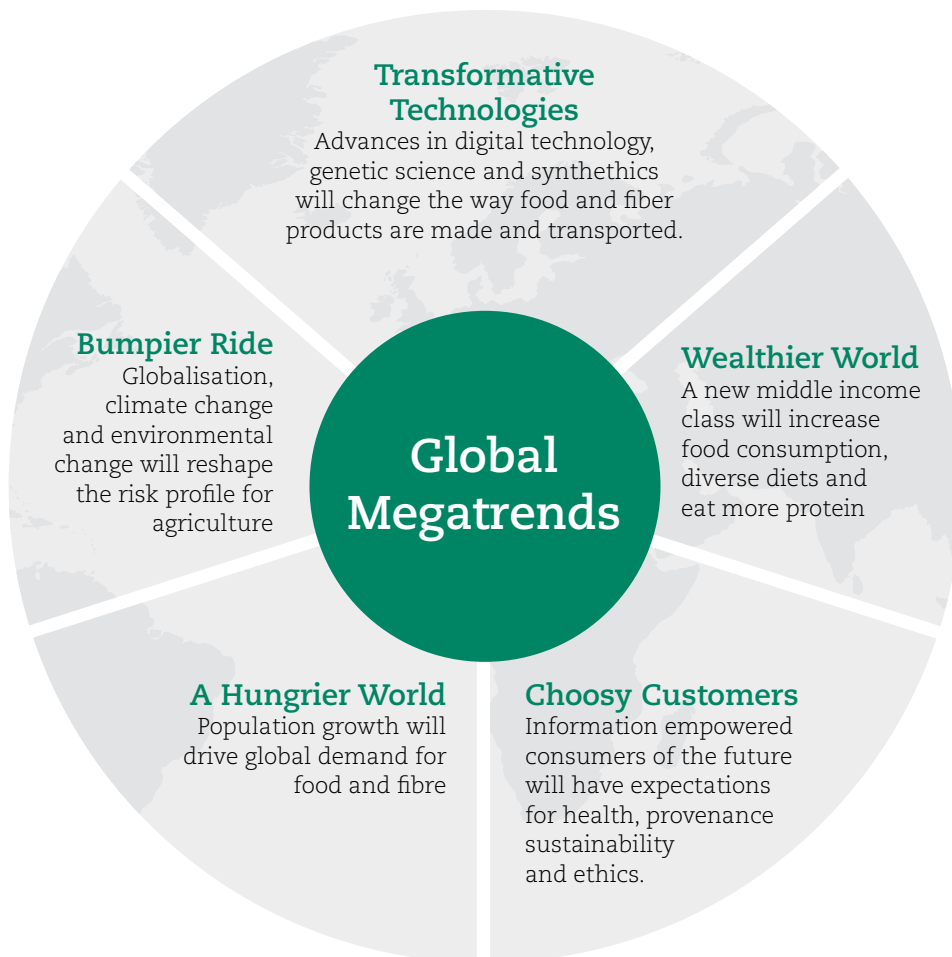 Transformative
Technologies
Advances in digital technology,
genetic science and synthethics
will change the way food and fiber
products are made and transported.
Bumpier Ride
Globalisation,
climate change
and environmental
change will reshape
the risk profile for
agriculture
Global
Megatrends
Wealthier World
A new middle income
class will increase
food consumption,
diverse diets and
eat more protein
A Hungrier World
Population growth will
drive global demand for
food and fibre
Choosy Customers
Information empowered
consumers of the future
will have expectations
for health, provenance
sustainability
and ethics.